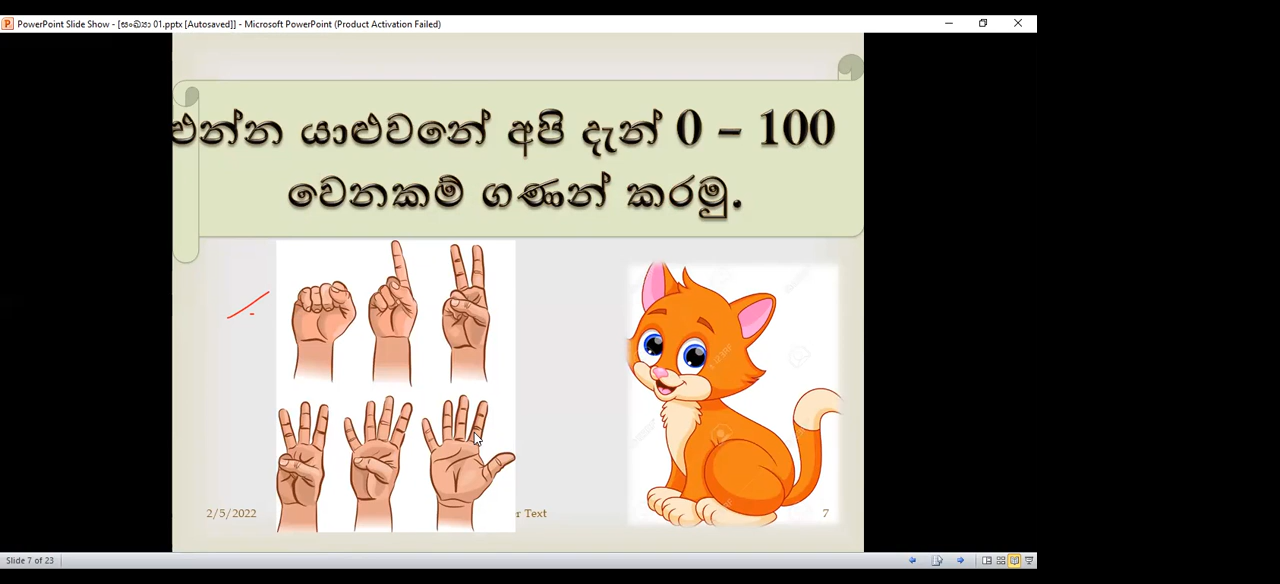 PowerPoint Slide Show - [සංඛ්‍යා 01.pptx [Autosaved]] - Microsoft PowerPoint (Product Activation Failed)
එන්න යාළුවනේ අපි දැන් 0 – 100
වෙනකම් ගණන් කරමු.
2/5/2022
r Text
7
Slide 7 of 23